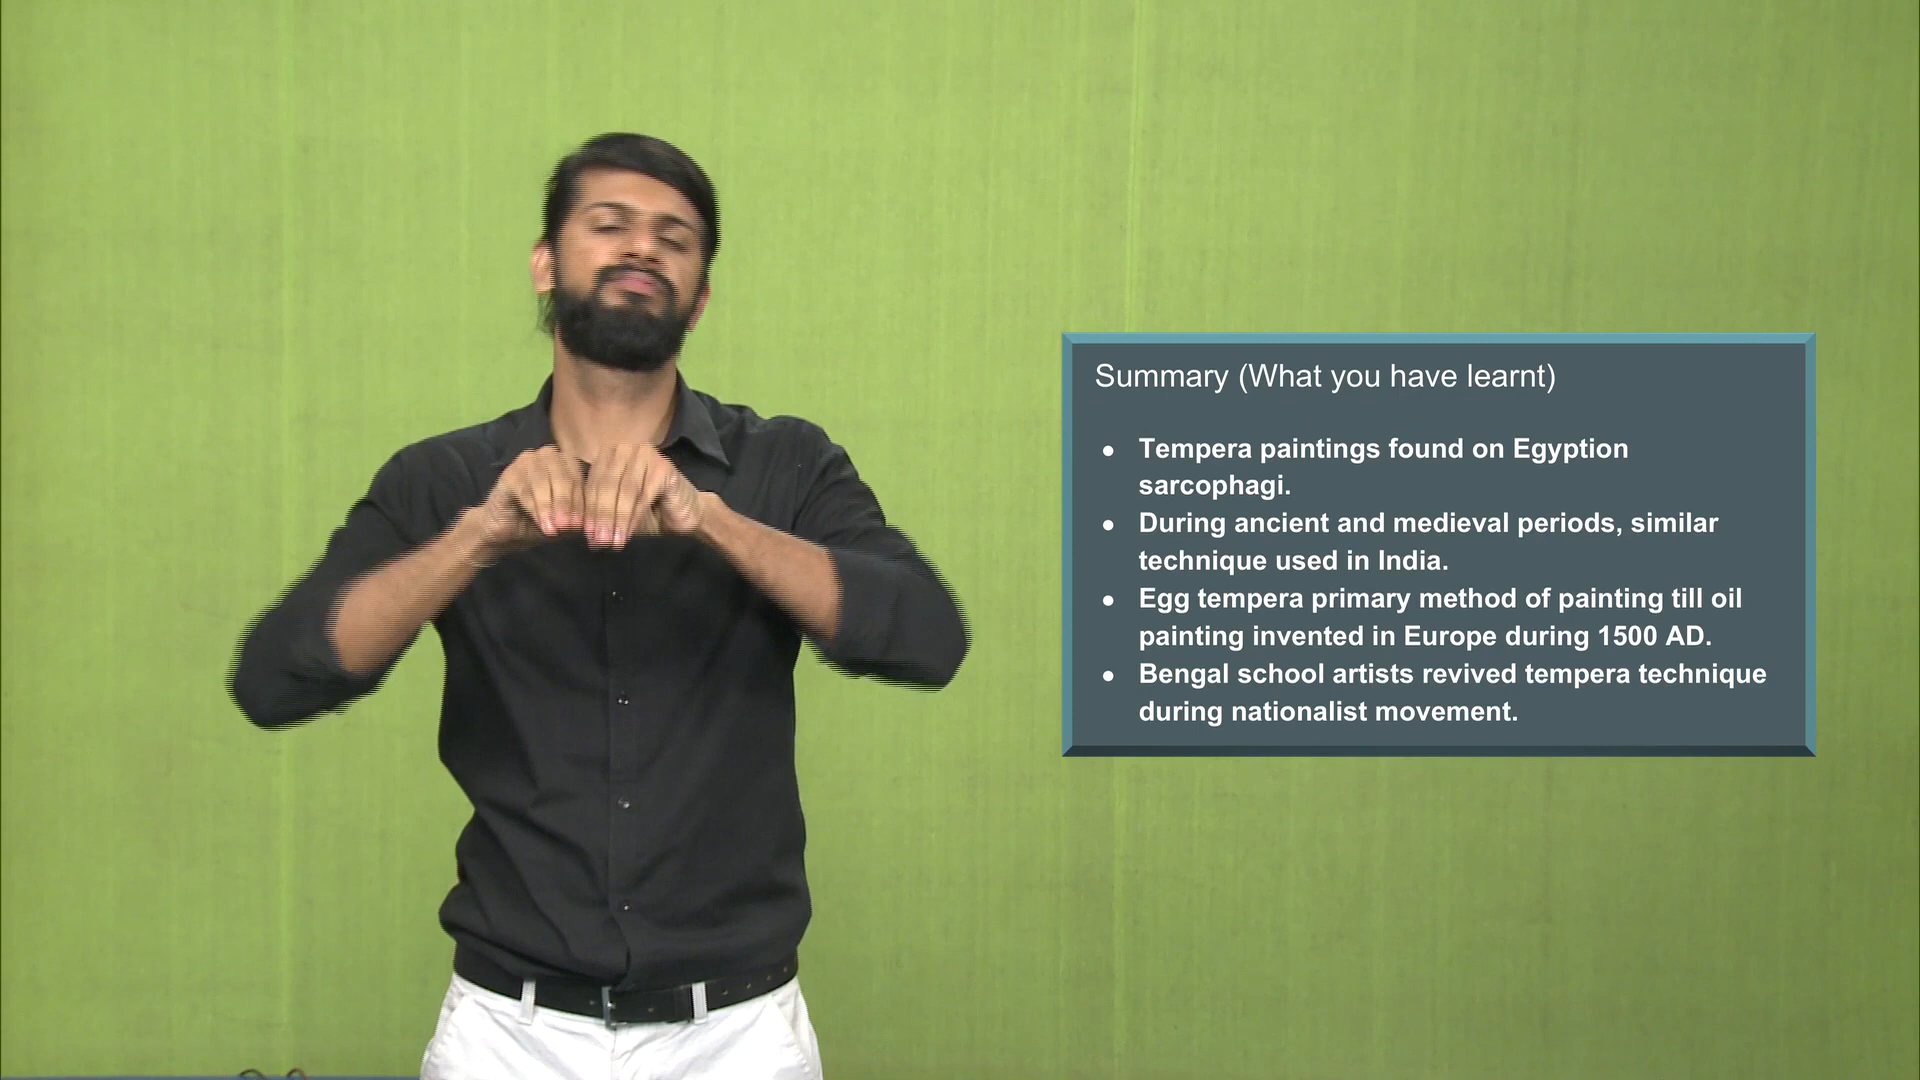 Summary (What you have learnt)
● Tempera paintings found on Egyption
sarcophagi.
● During ancient and medieval periods, similar
technique used in India.
● Egg tempera primary method of painting till oil
painting invented in Europe during 1500 AD.
● Bengal school artists revived tempera technique
during nationalist movement.